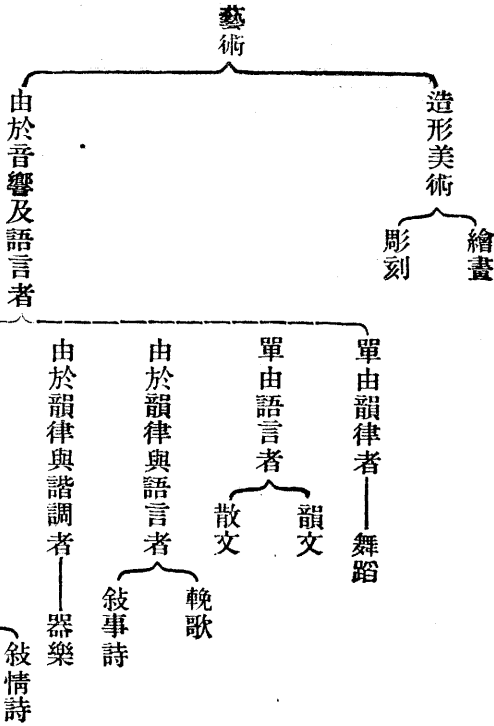 藝術
造形美術
繪畫
彫刻
由於音響及語言者
單由韻律者
舞蹈
單由語言者
韻文
散文
由於韻律與語言者
輓歌
敍事詩
由於韻律與諧調者
器樂
敍情詩